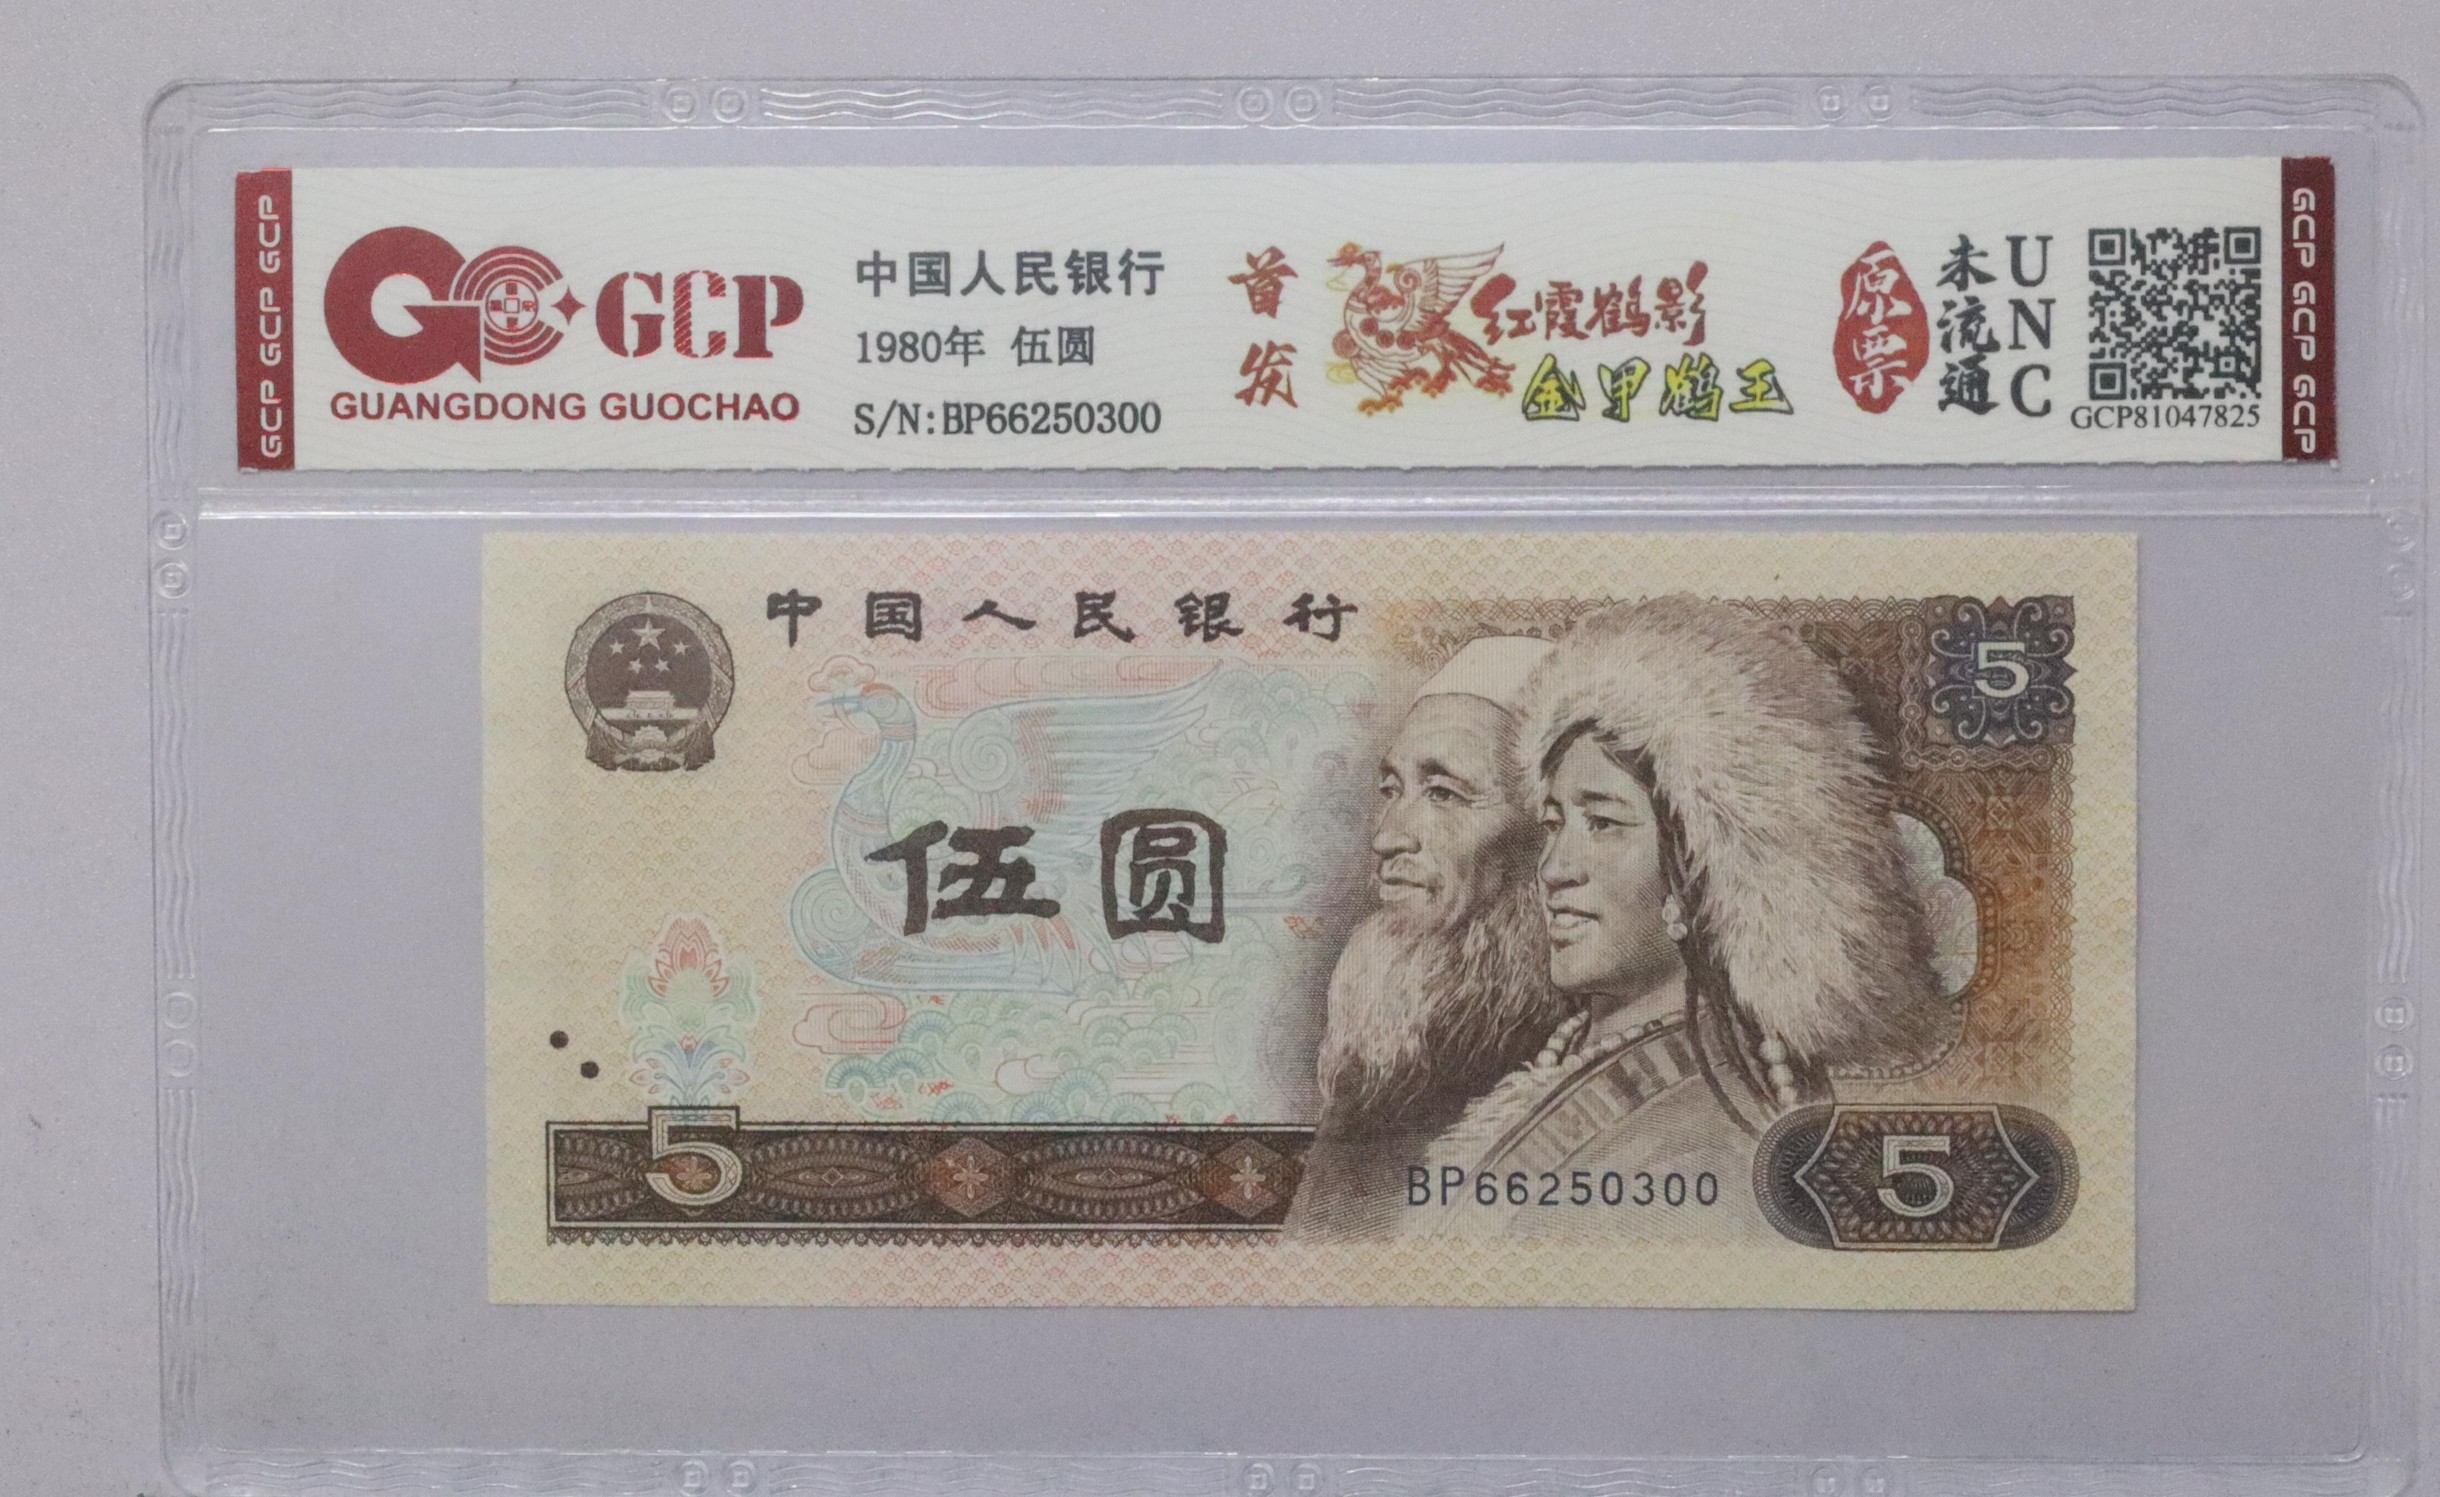 GCP GCP GCP
GCP
GUANGDONG GUOCHAO
中国人民银行
1980年 伍圆
S/N:BP66250300
首发
红霞鹤影
金甲鹤王
原票
未流通
UNC
GCP81047825
GCP GCP GCP
中国人民银行
5
伍圆
5
BP66250300
5